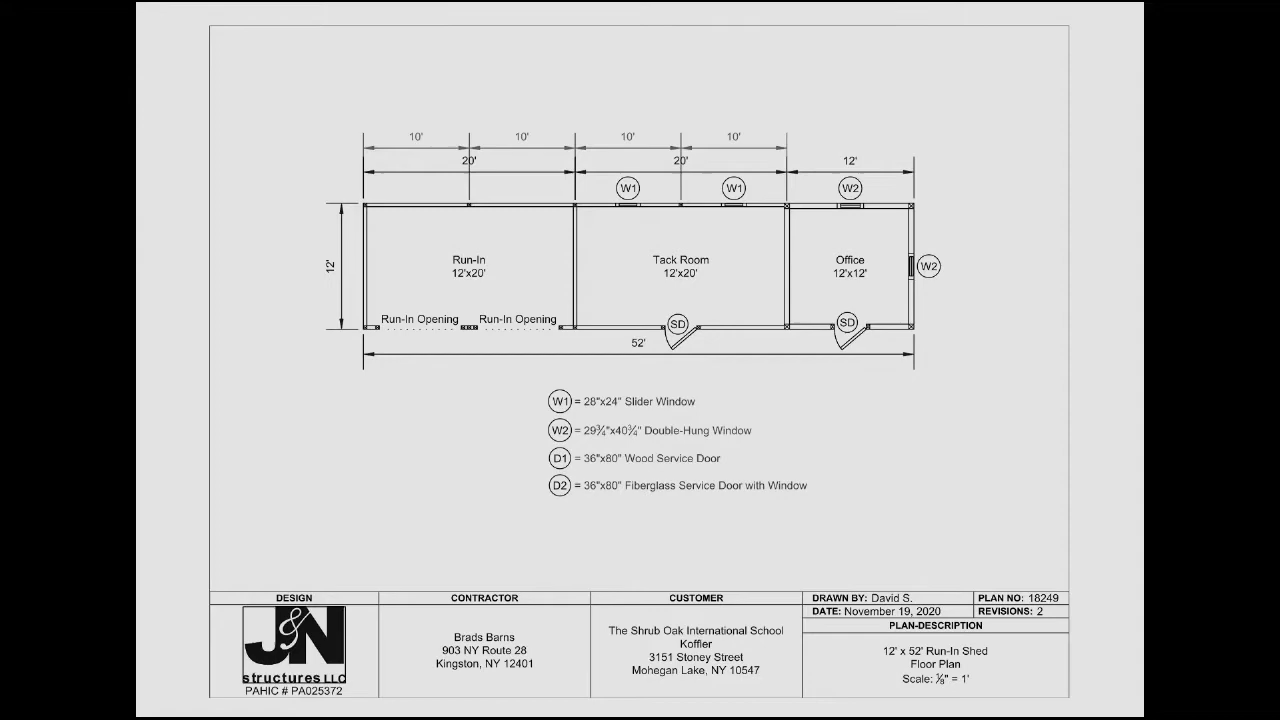 10' 10' 10' 10'
20' 20' 12'
W1 W1 W2
12'
Run-In
12'x20'
Tack Room
12'x20'
Office
12'x12'
W2
Run-In Opening Run-In Opening
SD SD
52'
W1 = 28"x24" Slider Window
W2 = 29¾"x40¾" Double-Hung Window
D1 = 36"x80" Wood Service Door
D2 = 36"x80" Fiberglass Service Door with Window
DESIGN
J&N
structures LLC
PAHIC # PA025372
CONTRACTOR
Brads Barns
903 NY Route 28
Kingston, NY 12401
CUSTOMER
The Shrub Oak International School
Koffler
3151 Stoney Street
Mohegan Lake, NY 10547
DRAWN BY: David S. PLAN NO: 18249
DATE: November 19, 2020 REVISIONS: 2
PLAN-DESCRIPTION
12' x 52' Run-In Shed
Floor Plan
Scale: ⅛" = 1'